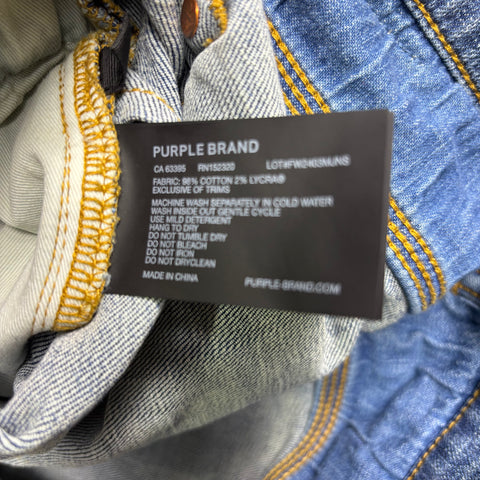 PURPLE BRAND
CA 63395 RN152320 LOT#FW2403MUNS
FABRIC: 98% COTTON 2% LYCRA®
EXCLUSIVE OF TRIMS
MACHINE WASH SEPARATELY IN COLD WATER
WASH INSIDE OUT GENTLE CYCLE
USE MILD DETERGENT
HANG TO DRY
DO NOT TUMBLE DRY
DO NOT BLEACH
DO NOT IRON
DO NOT DRYCLEAN
MADE IN CHINA PURPLE-BRAND.COM